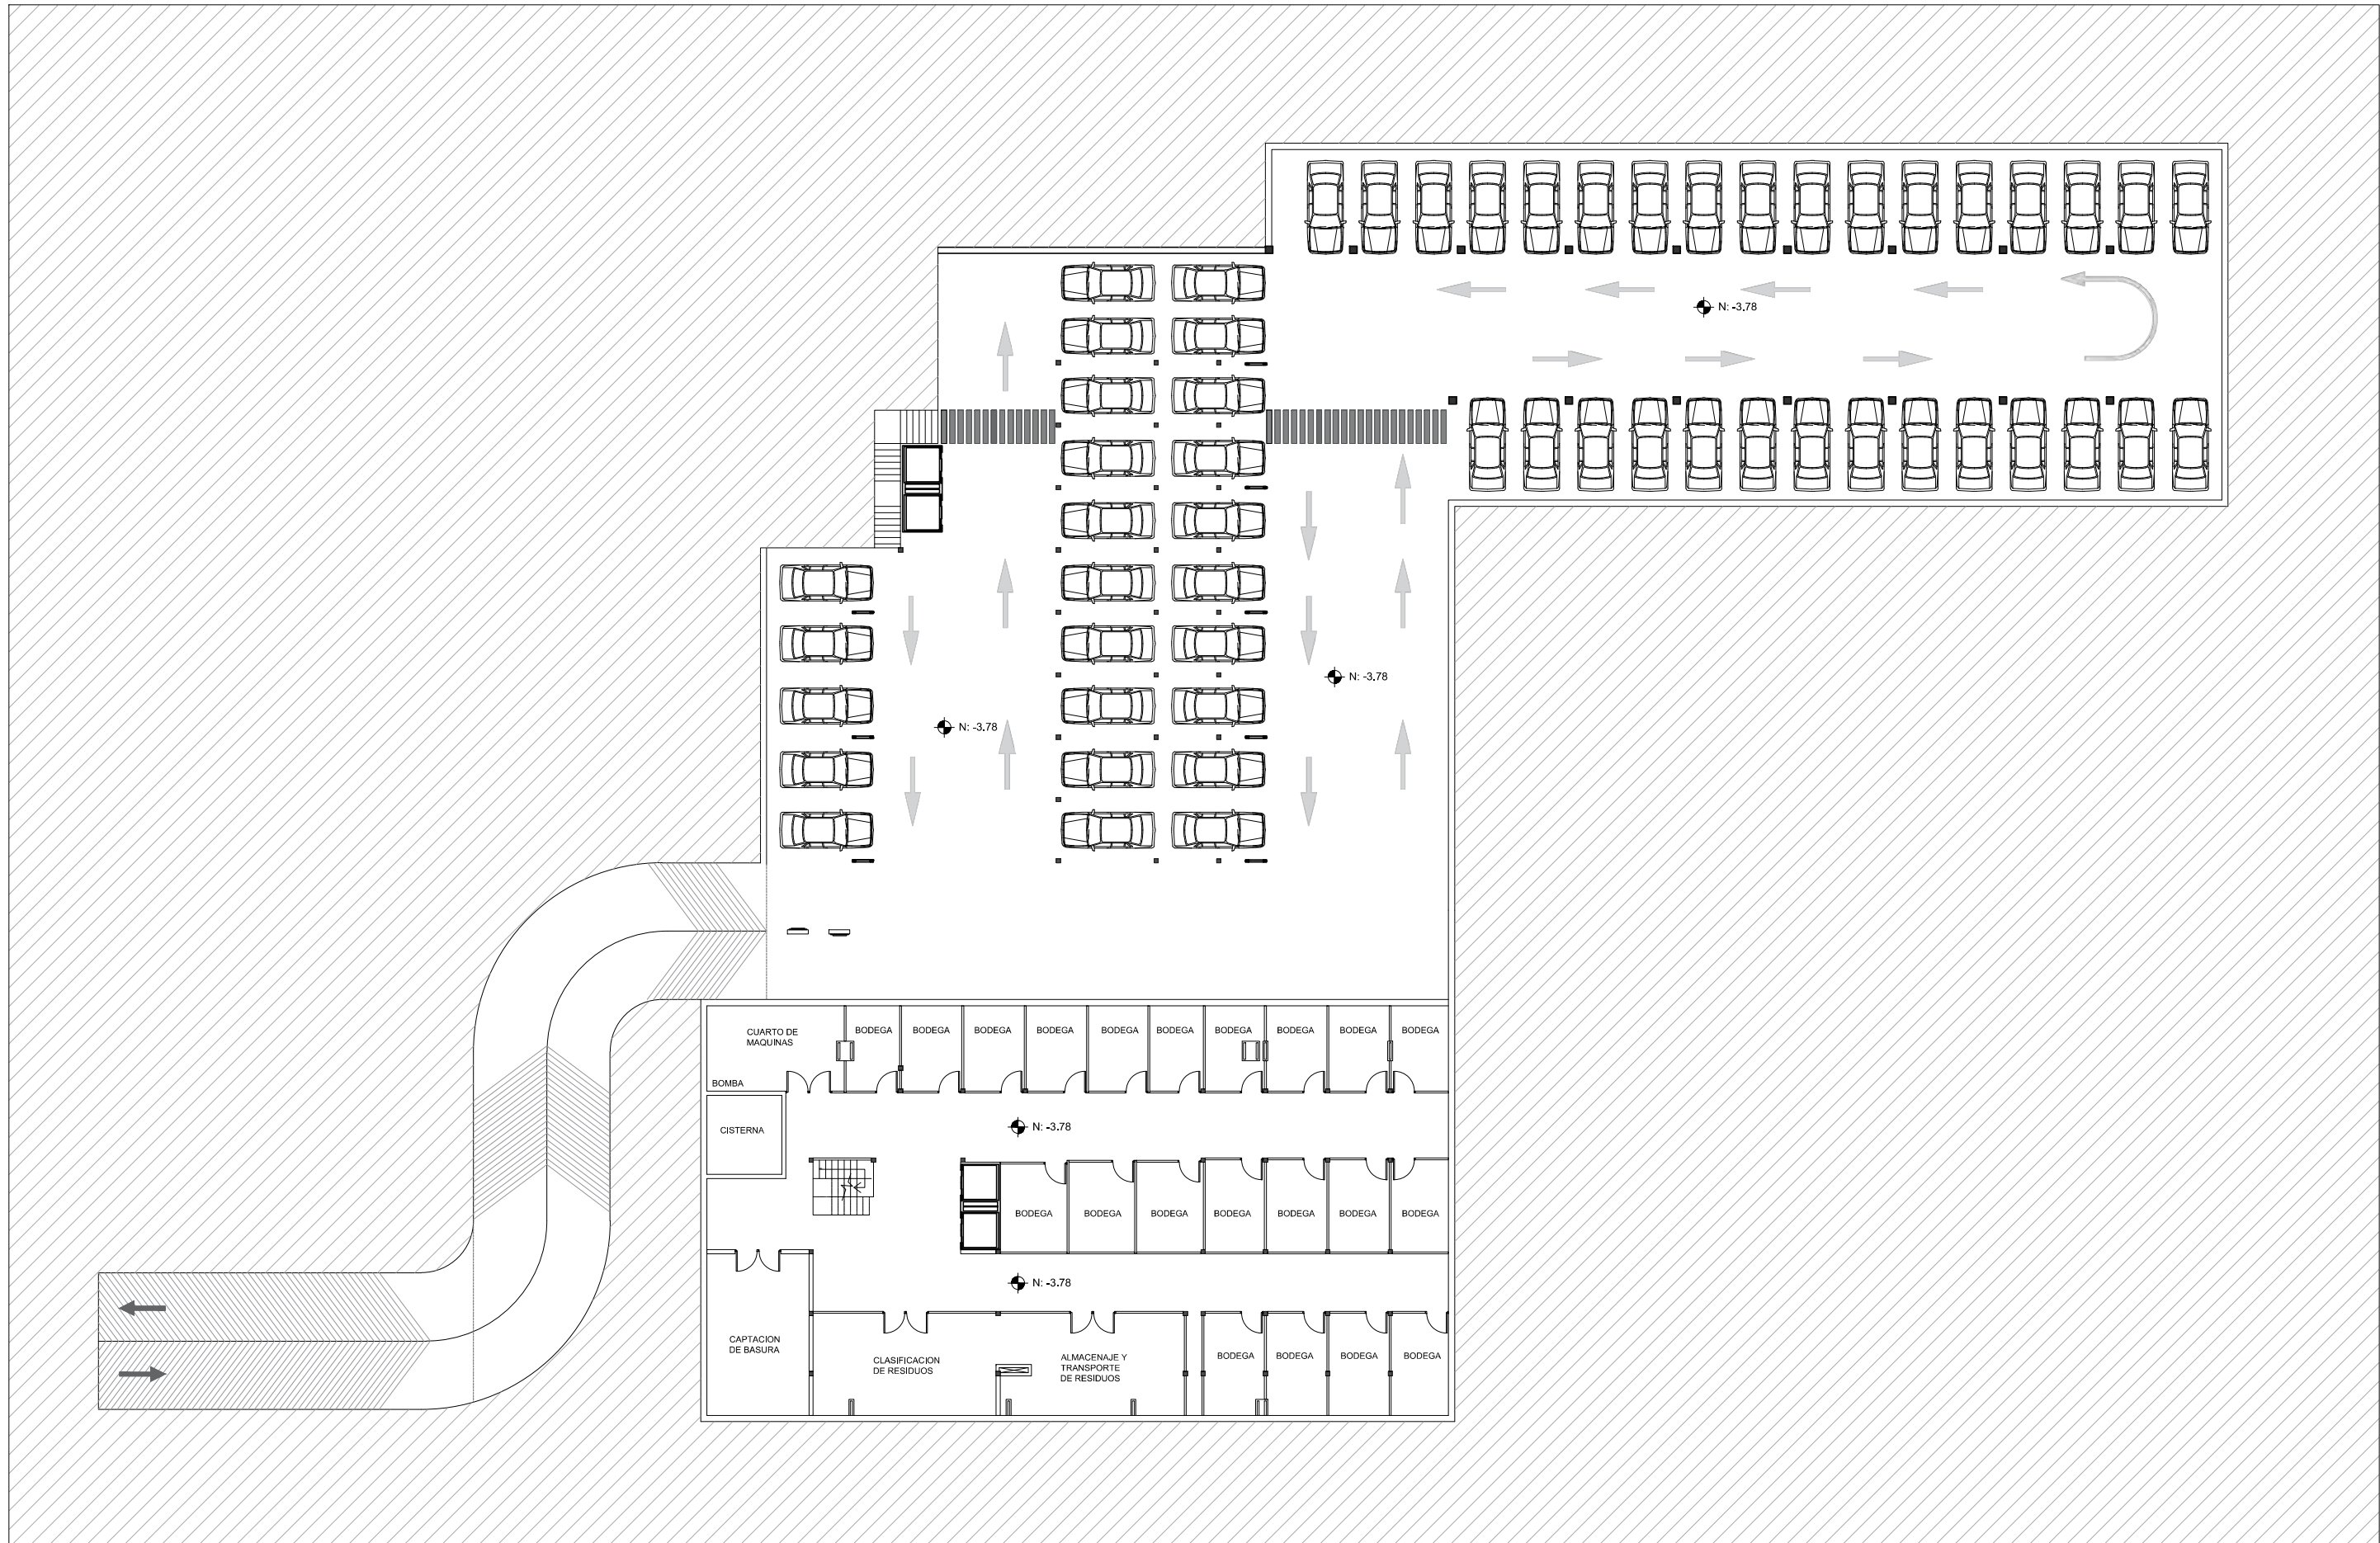 N: -3.78
N: -3.78
N: -3.78
CUARTO DE
MAQUINAS
BODEGA
BODEGA
BODEGA
BODEGA
BODEGA
BODEGA
BODEGA
BODEGA
BODEGA
BODEGA
BOMBA
CISTERNA
N: -3.78
BODEGA
BODEGA
BODEGA
BODEGA
BODEGA
BODEGA
BODEGA
N: -3.78
CAPTACION
DE BASURA
CLASIFICACION
DE RESIDUOS
ALMACENAJE Y
TRANSPORTE
DE RESIDUOS
BODEGA
BODEGA
BODEGA
BODEGA